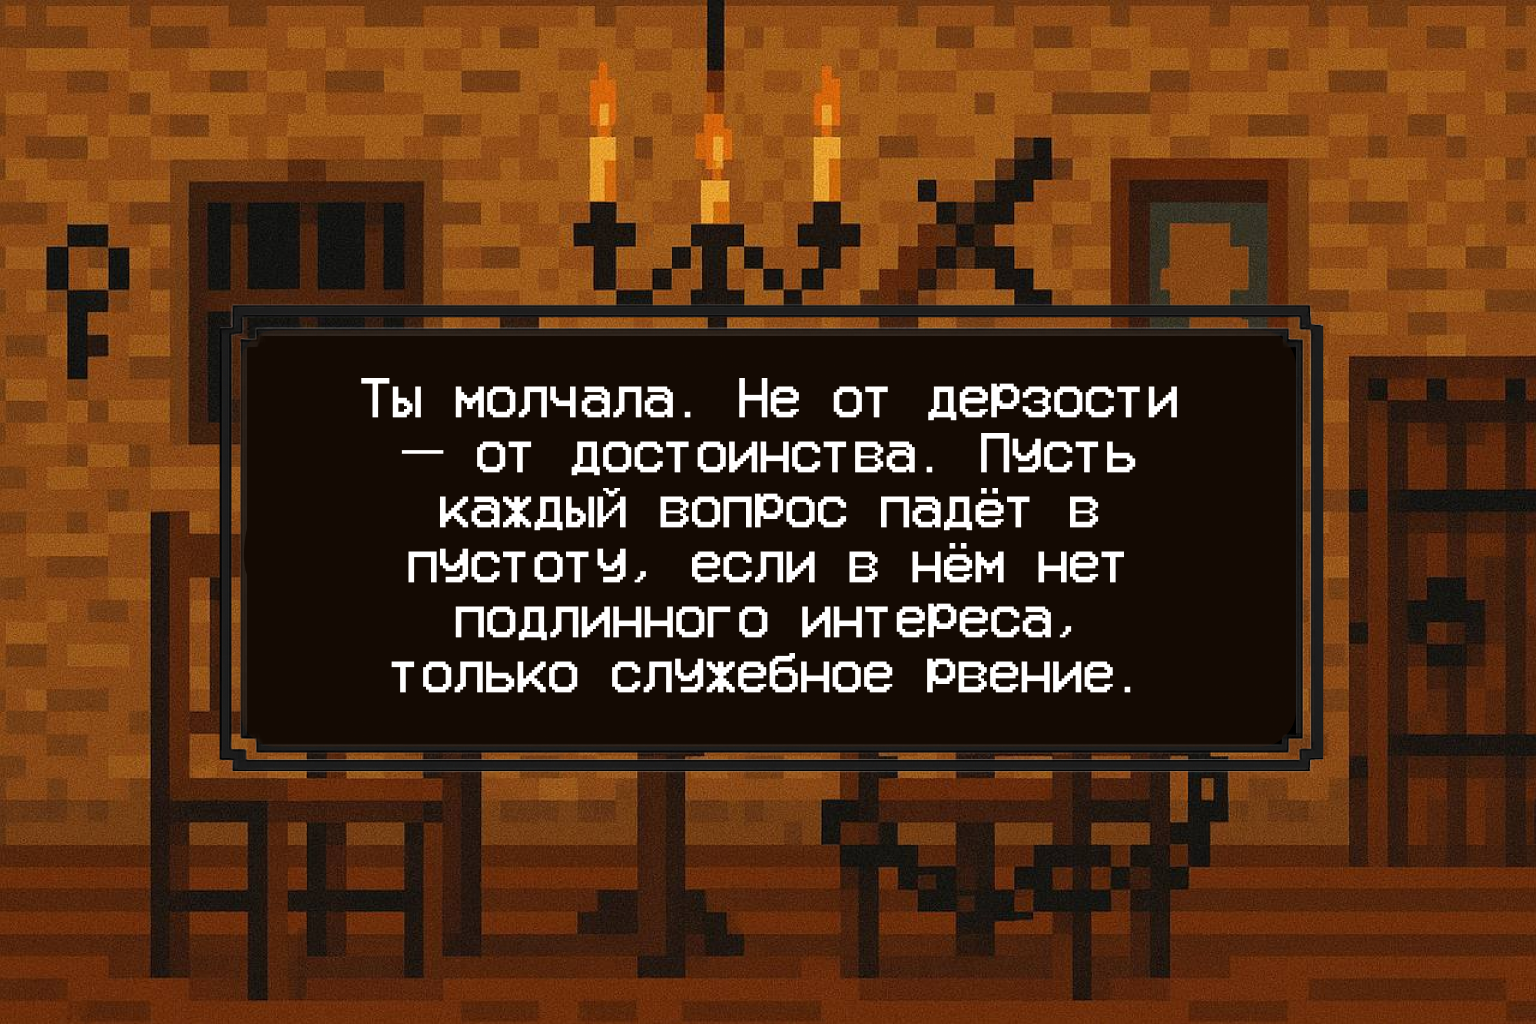 Ты молчала. Не от дерзости
— от достоинства. Пусть
каждый вопрос падёт в
пустоту, если в нём нет
подлинного интереса,
только служебное рвение.